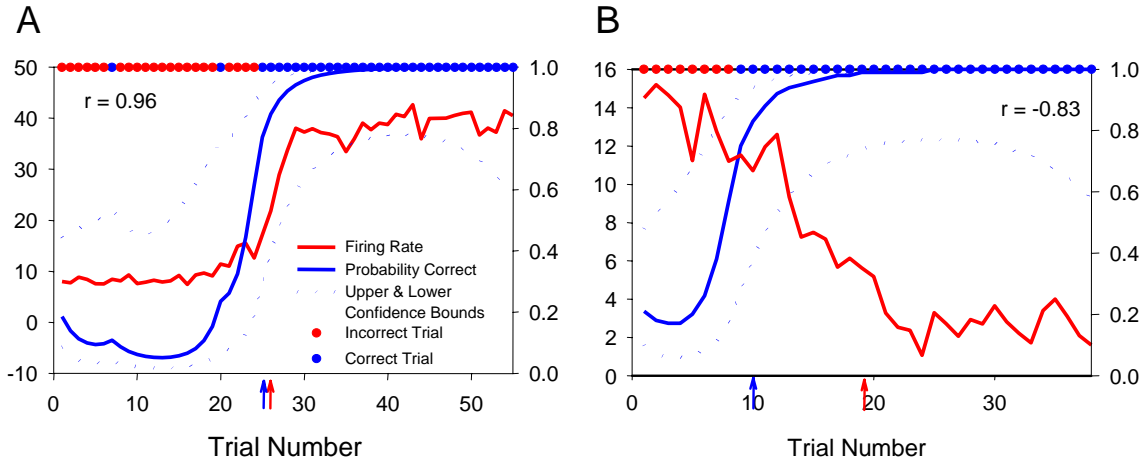 A
B
50
40
30
20
10
0
-10
1.0
0.8
0.6
0.4
0.2
0.0
r = 0.96
Firing Rate
Probability Correct
Upper & Lower
Confidence Bounds
Incorrect Trial
Correct Trial
0 10 20 30 40 50
Trial Number
16
14
12
10
8
6
4
2
0
1.0
0.8
0.6
0.4
0.2
0.0
r = -0.83
0 10 20 30
Trial Number